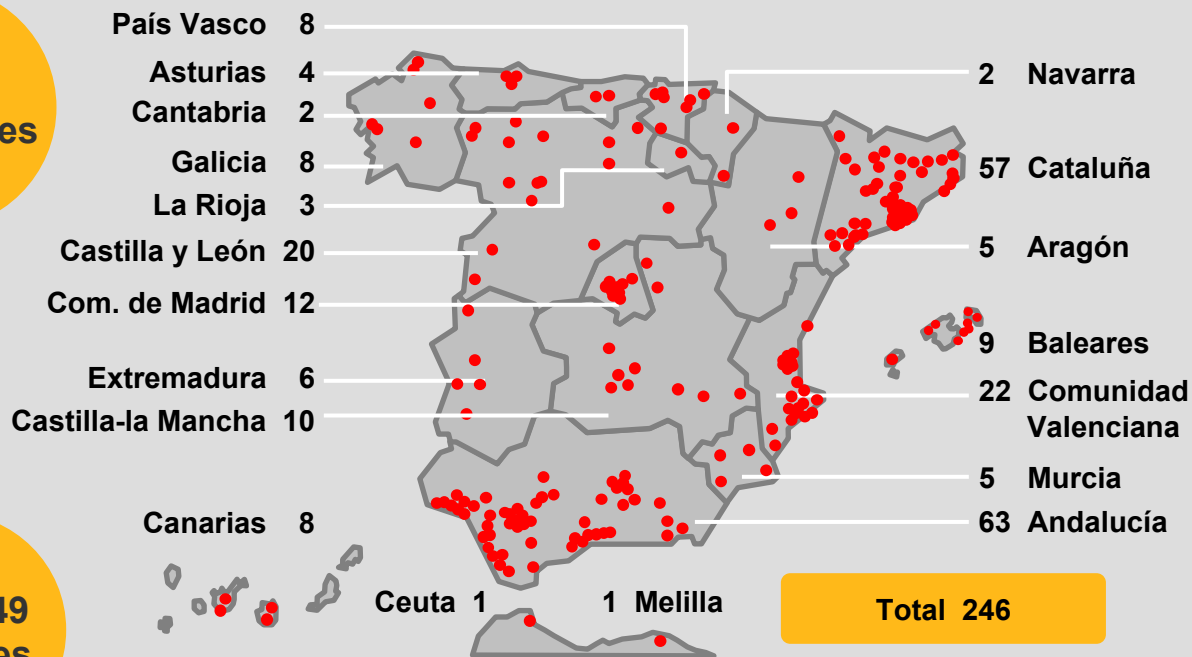 País Vasco 8
Asturias 4
Cantabria 2
Galicia 8
La Rioja 3
Castilla y León 20
Com. de Madrid 12
Extremadura 6
Castilla-la Mancha 10
Canarias 8
Ceuta 1
1 Melilla
2 Navarra
57 Cataluña
5 Aragón
9 Baleares
22 Comunidad
Valenciana
5 Murcia
63 Andalucía
Total 246
es
49